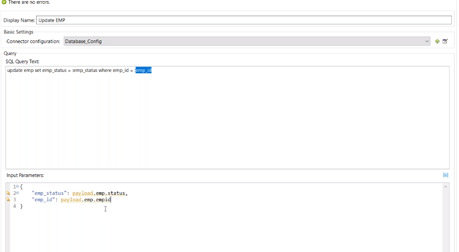 There are no errors.
Display Name: Update EMP
Basic Settings
Connector configuration: Database_Config
Query
SQL Query Text:
update emp set emp_status = :emp_status where emp_id = :emp_id
Input Parameters:
1 {
2 "emp_status": payload.emp.status,
3 "emp_id": payload.emp.empid
4 }